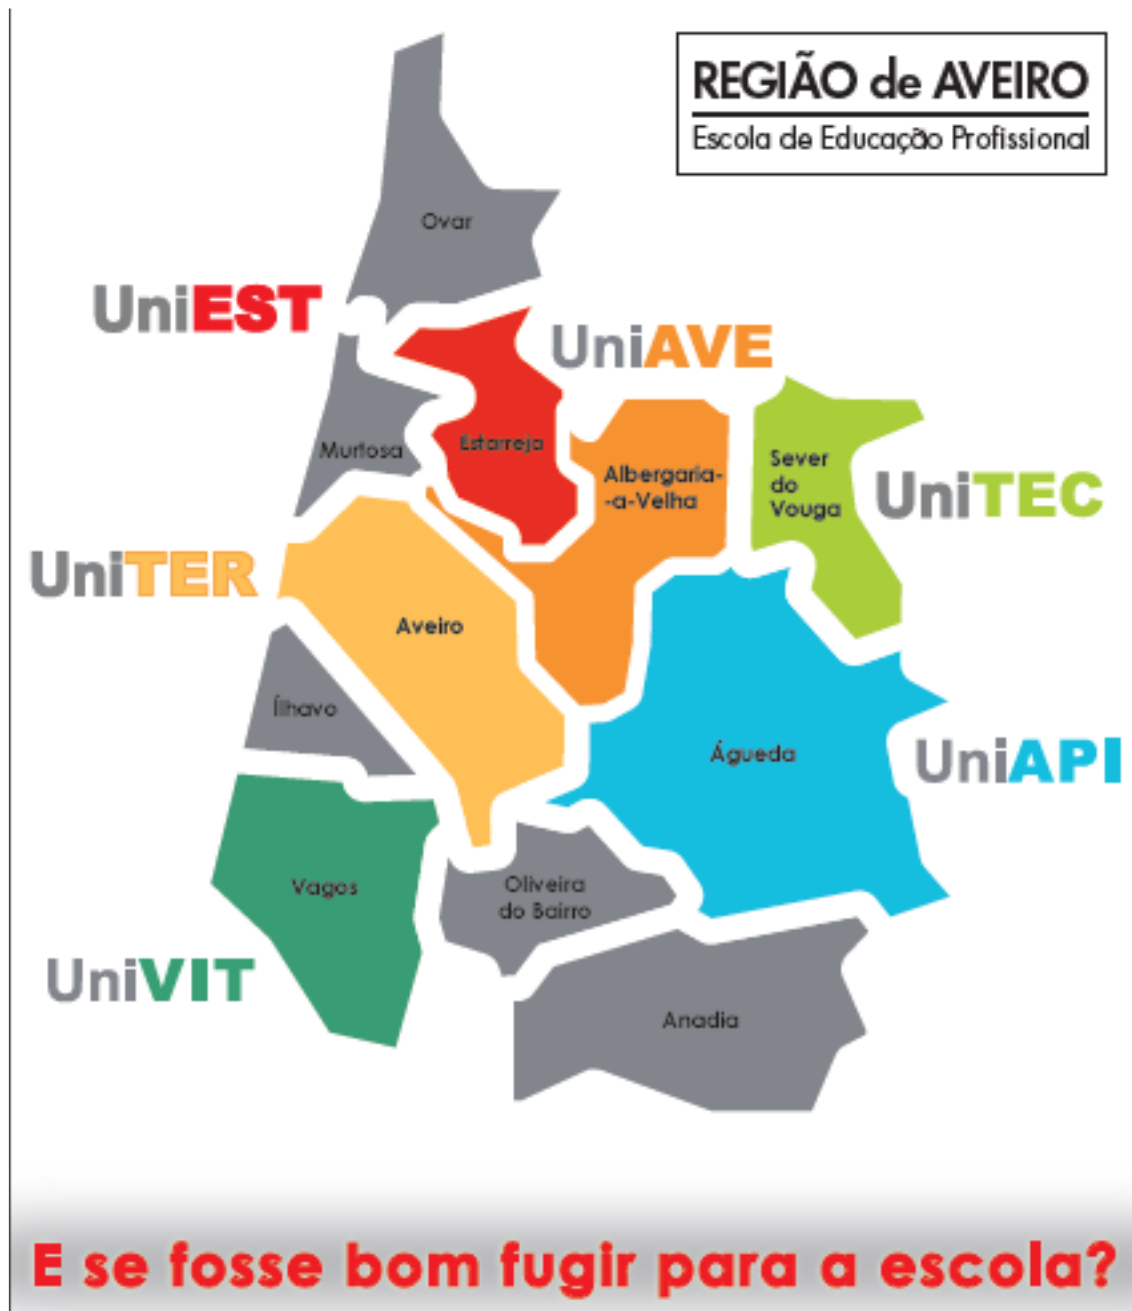 REGIÃO de AVEIRO
Escola de Educação Profissional
Ovar
UniEST
UniAVE
Murtosa
Estarreja
Albergaria-
-a-Velha
Sever
do
Vouga
UniTEC
UniTER
Aveiro
Ílhavo
Águeda
UniAPI
Vagos
Oliveira
do Bairro
UniVIT
Anadia
E se fosse bom fugir para a escola?